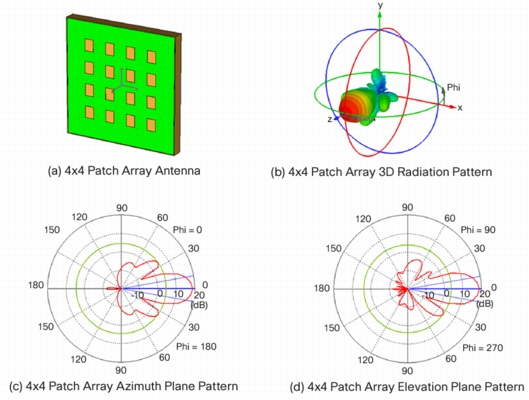 y
Phi
x
z
(a) 4x4 Patch Array Antenna
(b) 4x4 Patch Array 3D Radiation Pattern
90
120
60
Phi = 0
150
30
180
-10 0 10 20
0
(dB)
150
30
Phi = 180
120
60
90
90
120
60
Phi = 90
150
30
180
-10 0 10 20
0
(dB)
150
30
Phi = 270
120
60
90
(c) 4x4 Patch Array Azimuth Plane Pattern
(d) 4x4 Patch Array Elevation Plane Pattern